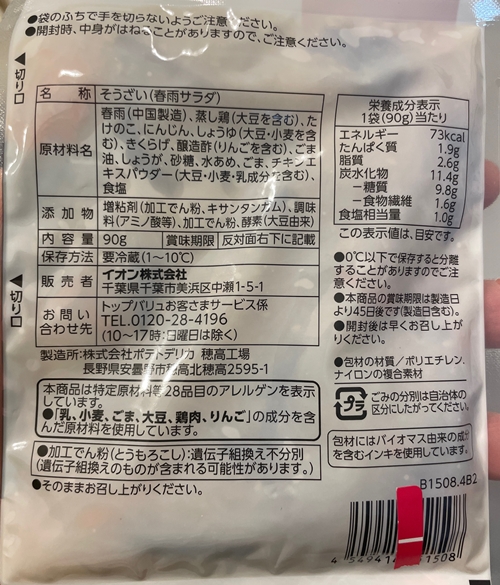 ●袋のふちで手を切らないようご注意ください。
●開封時、中身がはねることがありますので、ご注意ください。
◀切り口
名 称 そうざい(春雨サラダ)
原材料名 春雨(中国製造)、蒸し鶏(大豆を含む)、た
けのこ、にんじん、しょうゆ(大豆・小麦を含
む)、きくらげ、醸造酢(りんごを含む)、ごま
油、しょうが、砂糖、水あめ、ごま、チキンエ
キスパウダー(大豆・小麦・乳成分を含む)、
食塩
添 加 物 増粘剤(加工でん粉、キサンタンガム)、調味
料(アミノ酸等)、加工でん粉、酵素(大豆由来)
内 容 量 90g 賞味期限 反対面右下に記載
保存方法 要冷蔵(1~10℃)
販 売 者 イオン株式会社
千葉県千葉市美浜区中瀬1-5-1
お 問 い
合わせ先 トップバリュお客さまサービス係
TEL.0120-28-4196
(10~17時:日曜日は除く)
製造所:株式会社ポテトデリカ 穂高工場
長野県安曇野市穂高北穂高2595-1
本商品は特定原材料等28品目のアレルゲンを表示
しています。
●「乳、小麦、ごま、大豆、鶏肉、りんご」の成分を含
んだ原材料を使用しています。
●加工でん粉(とうもろこし):遺伝子組換え不分別
(遺伝子組換えのものが含まれる可能性があります。)
●そのままお召し上がりください。
◀切り口
栄養成分表示
1袋(90g)当たり
エネルギー 73kcal
たんぱく質 1.9g
脂質 2.6g
炭水化物 11.4g
－糖質 9.8g
－食物繊維 1.6g
食塩相当量 1.0g
この表示値は、目安です。
●0℃以下で保存すると分離
することがありますのでご注
意ください。
●本商品の賞味期限は製造日
より45日後です(製造日含む)。
●開封後は早くお召し上が
りください。
●包材の材質/ポリエチレン、
ナイロンの複合素材
プラ
ごみの分別は自治体の
区分にしたがってください。
包材にはバイオマス由来の成分
を含むインキを使用しています。
B1508.4B2